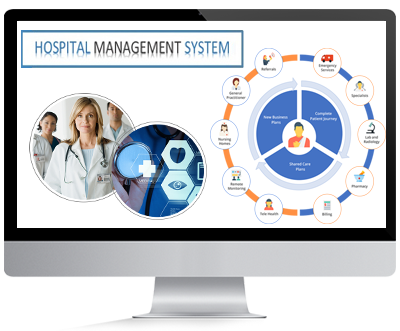 HOSPITAL MANAGEMENT SYSTEM
Referrals
Emergency
Services
General
Practitioner
Specialists
New Business
Plans
Complete
Patient Journey
Nursing
Homes
Lab and
Radiology
Shared Care
Plans
Remote
Monitoring
Pharmacy
Tele Health
Billing